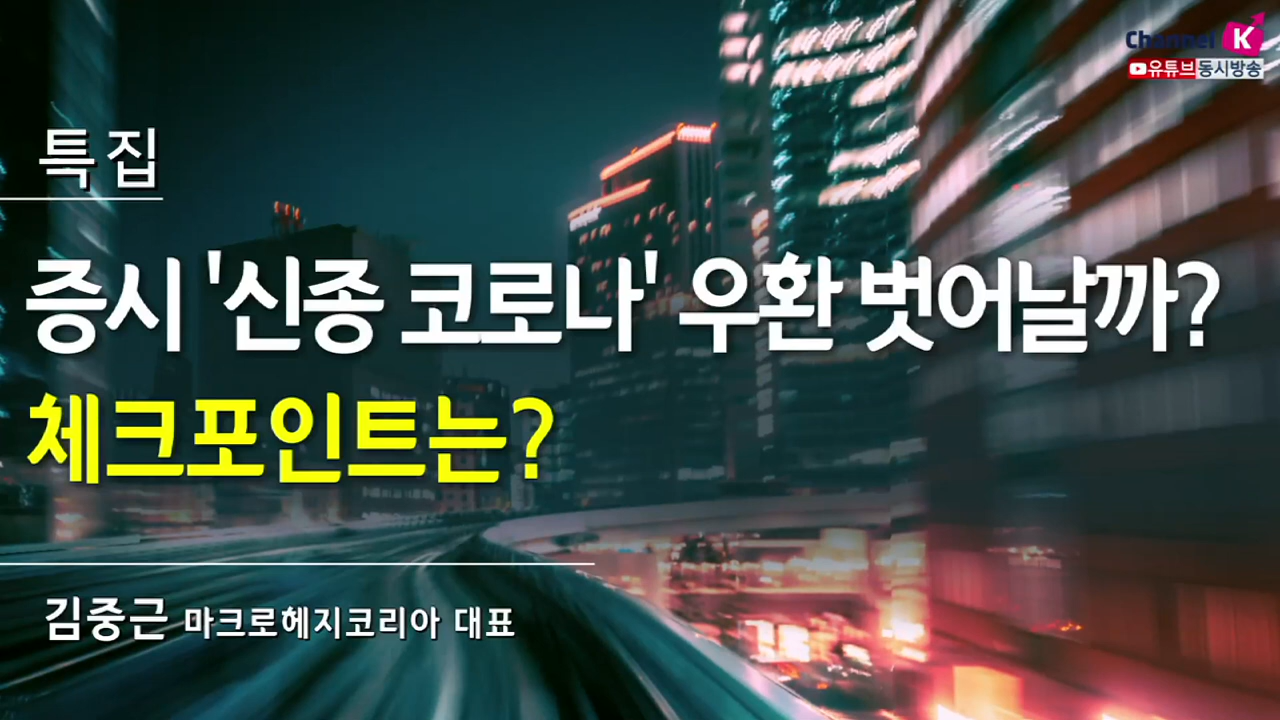 Channel K
유튜브 동시방송
특집
증시 '신종 코로나' 우환 벗어날까?
체크포인트는?
김중근 마크로헤지코리아 대표